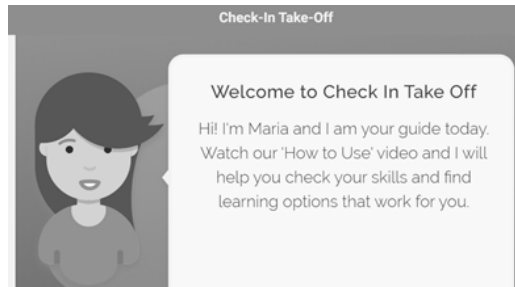 Check-In Take-Off
Welcome to Check In Take Off
Hi! I'm Maria and I am your guide today.
Watch our 'How to Use' video and I will
help you check your skills and find
learning options that work for you.